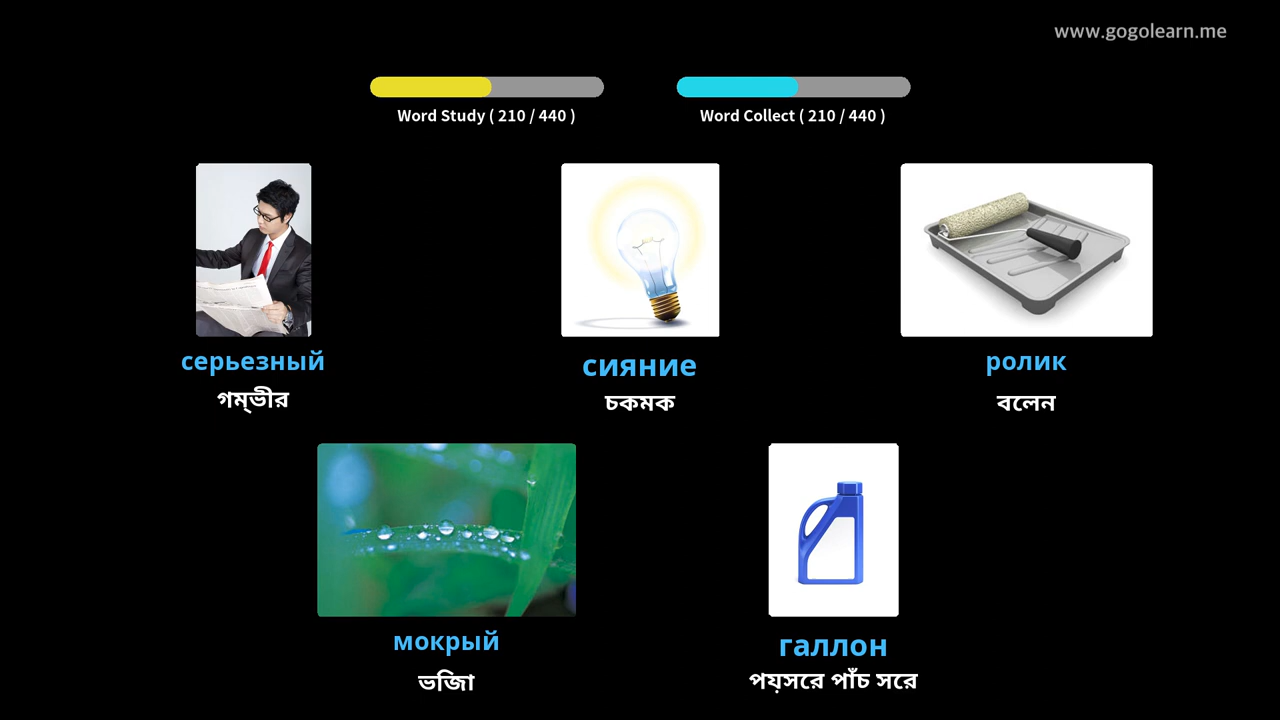 www.gogolearn.me
Word Study ( 210 / 440 )
Word Collect ( 210 / 440 )
серьезный
গম্ভীর
сияние
চকমক
ролик
বলেন
мокрый
ভজিা
галлон
পয়সরে পাঁচ সরে